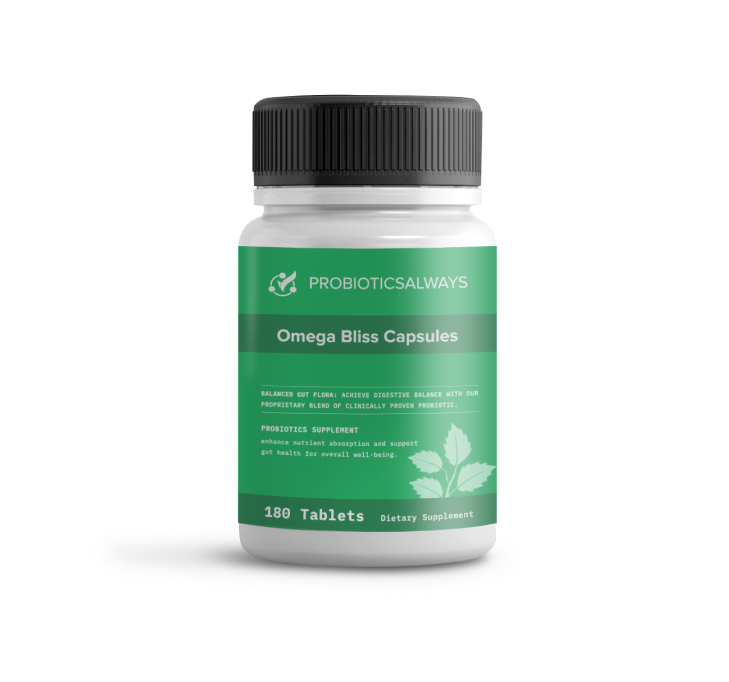 PROBIOTICSALWAYS
Omega Bliss Capsules
BALANCED GUT FLORA: ACHIEVE DIGESTIVE BALANCE WITH OUR
PROPRIETARY BLEND OF CLINICALLY PROVEN PROBIOTIC.
PROBIOTICS SUPPLEMENT
enhance nutrient absorption and support
gut health for overall well-being.
180 Tablets Dietary Supplement